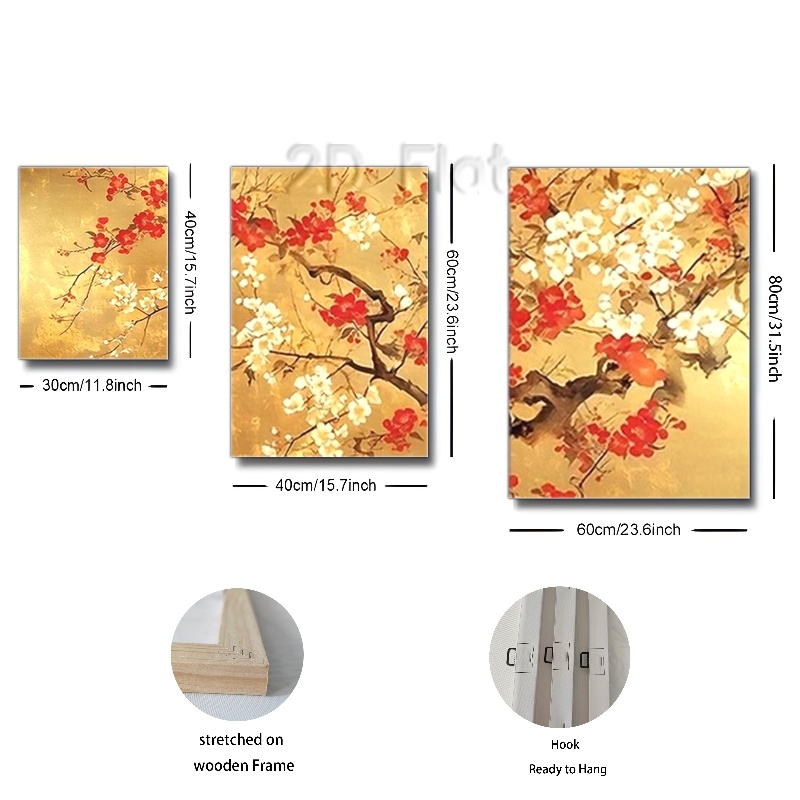 2D Flat
40cm/15.7inch
30cm/11.8inch
60cm/23.6inch
40cm/15.7inch
80cm/31.5inch
60cm/23.6inch
stretched on
wooden Frame
Hook
Ready to Hang